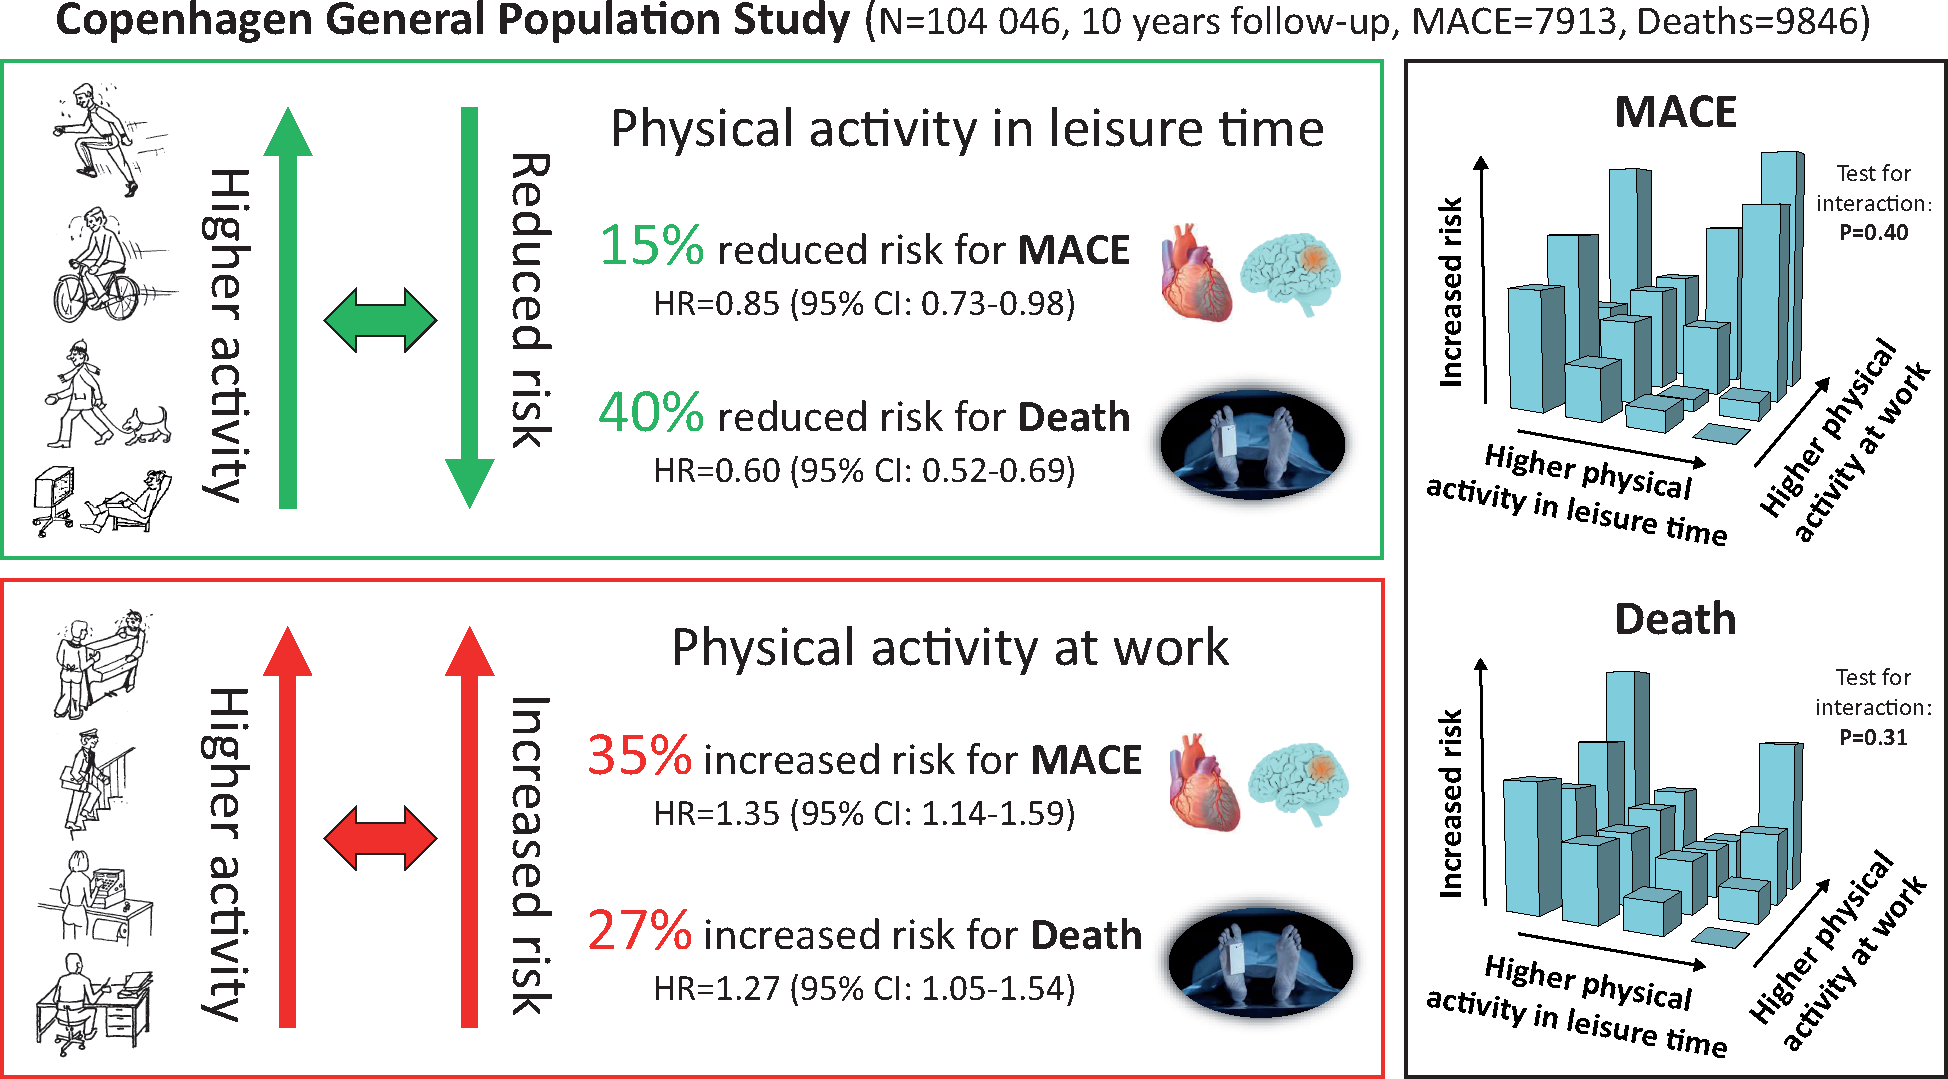 Copenhagen General Population Study (N=104 046, 10 years follow-up, MACE=7913, Deaths=9846)
Higher activity
Reduced risk
Physical activity in leisure time
15% reduced risk for MACE
HR=0.85 (95% CI: 0.73-0.98)
40% reduced risk for Death
HR=0.60 (95% CI: 0.52-0.69)
Higher activity
Increased risk
Physical activity at work
35% increased risk for MACE
HR=1.35 (95% CI: 1.14-1.59)
27% increased risk for Death
HR=1.27 (95% CI: 1.05-1.54)
MACE
Test for
interaction:
P=0.40
Increased risk
Higher physical
activity in leisure time
Higher physical
activity at work
Death
Test for
interaction:
P=0.31
Increased risk
Higher physical
activity in leisure time
Higher physical
activity at work